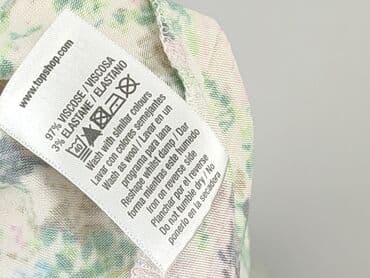 www.topshop.com
97% VISCOSE / VISCOSA
3% ELASTANE / ELASTANO
Wash with similar colours
Lavar con colores semejantes
Wash as wool / Lavar en un
programa para lana
Reshape whilst damp / Dar
forma mientras este humedo
Iron on reverse side
Planchar por el reverse
Do not tumble dry / No
ponerlo en la secadora